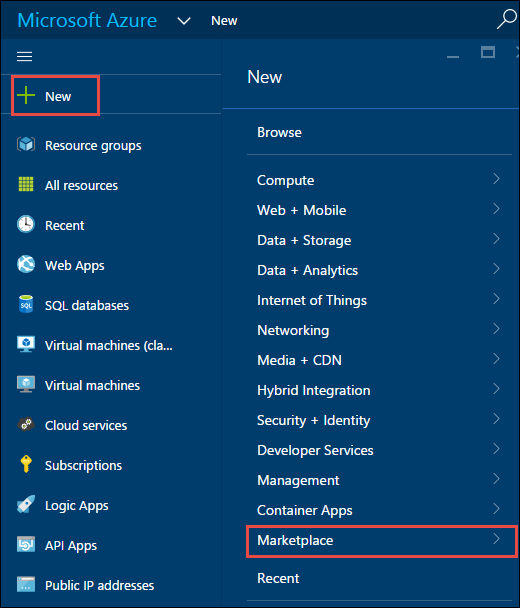 Microsoft Azure New
New
Resource groups
All resources
Recent
Web Apps
SQL databases
Virtual machines (cla...
Virtual machines
Cloud services
Subscriptions
Logic Apps
API Apps
Public IP addresses
New
Browse
Compute
Web + Mobile
Data + Storage
Data + Analytics
Internet of Things
Networking
Media + CDN
Hybrid Integration
Security + Identity
Developer Services
Management
Container Apps
Marketplace
Recent